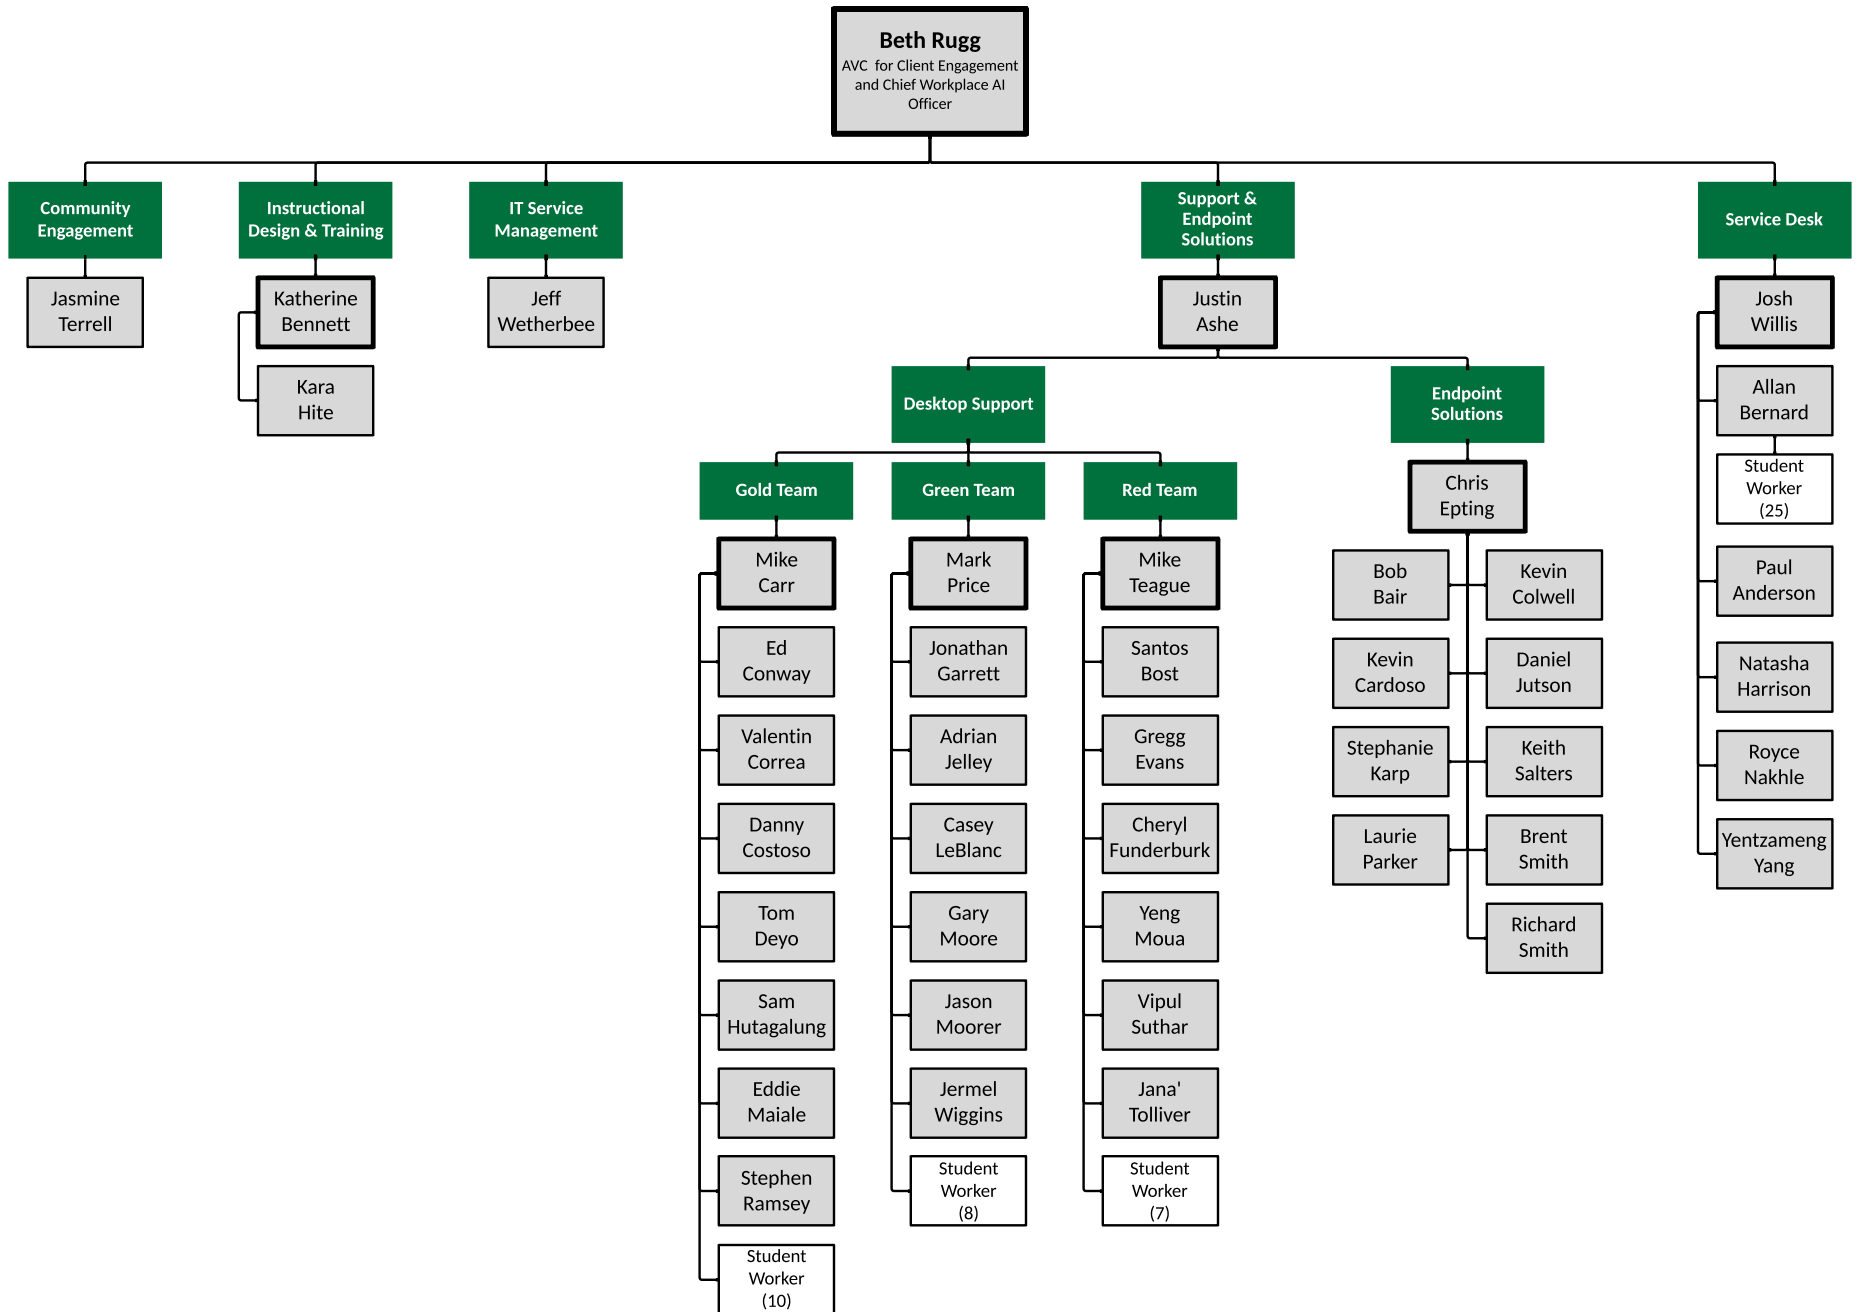 Beth Rugg
AVC for Client Engagement
and Chief Workplace AI
Officer
Community
Engagement
Jasmine
Terrell
Instructional
Design & Training
Katherine
Bennett
Kara
Hite
IT Service
Management
Jeff
Wetherbee
Support &
Endpoint
Solutions
Justin
Ashe
Desktop Support
Gold Team
Mike
Carr
Ed
Conway
Valentin
Correa
Danny
Costoso
Tom
Deyo
Sam
Hutagalung
Eddie
Maiale
Stephen
Ramsey
Student
Worker
(10)
Green Team
Mark
Price
Jonathan
Garrett
Adrian
Jelley
Casey
LeBlanc
Gary
Moore
Jason
Moorer
Jermel
Wiggins
Student
Worker
(8)
Red Team
Mike
Teague
Santos
Bost
Gregg
Evans
Cheryl
Funderburk
Yeng
Moua
Vipul
Suthar
Jana'
Tolliver
Student
Worker
(7)
Endpoint
Solutions
Chris
Epting
Bob
Bair
Kevin
Colwell
Kevin
Cardoso
Daniel
Jutson
Stephanie
Karp
Keith
Salters
Laurie
Parker
Brent
Smith
Richard
Smith
Service Desk
Josh
Willis
Allan
Bernard
Student
Worker
(25)
Paul
Anderson
Natasha
Harrison
Royce
Nakhle
Yentzameng
Yang